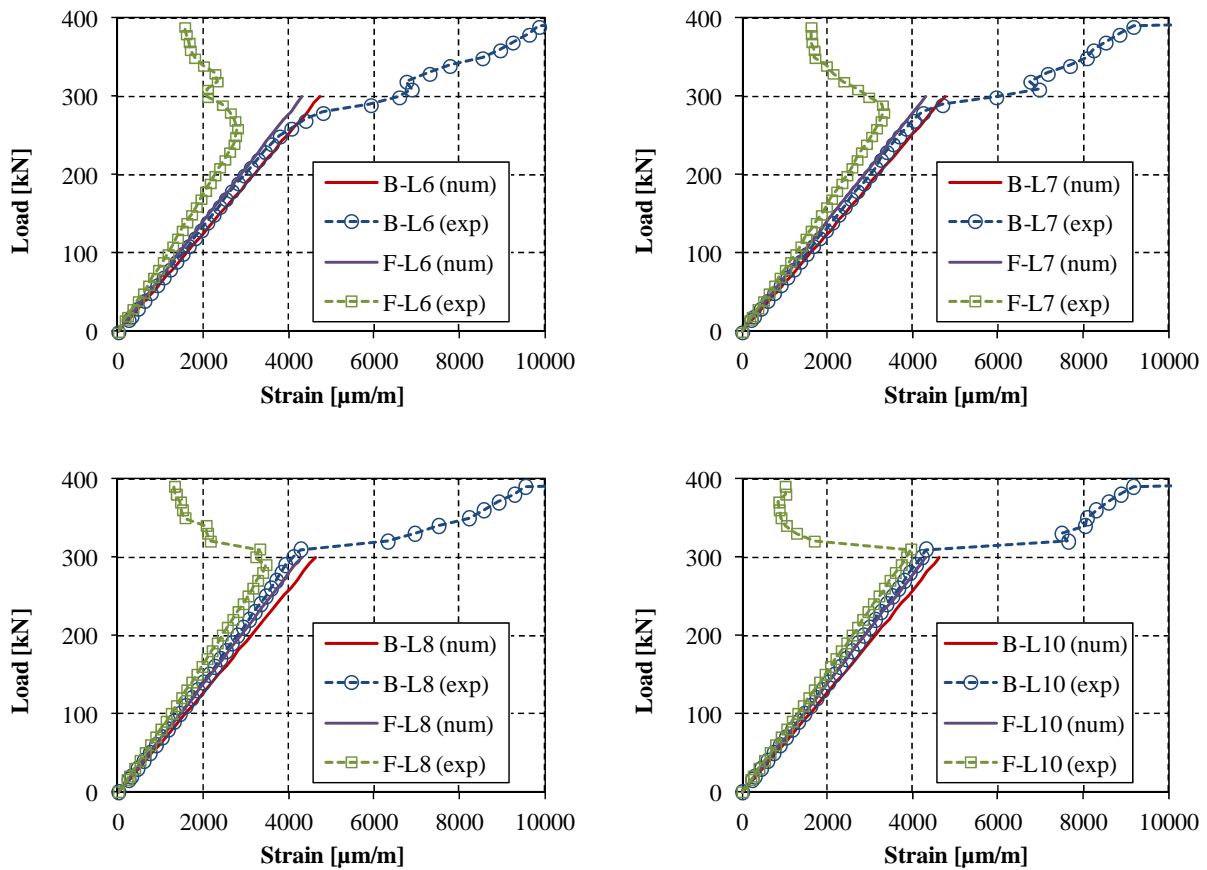 400
300
200
100
0
Load [kN]
B-L6 (num)
B-L6 (exp)
F-L6 (num)
F-L6 (exp)
0 2000 4000 6000 8000 10000
Strain [µm/m]
400
300
200
100
0
Load [kN]
B-L7 (num)
B-L7 (exp)
F-L7 (num)
F-L7 (exp)
0 2000 4000 6000 8000 10000
Strain [µm/m]
400
300
200
100
0
Load [kN]
B-L8 (num)
B-L8 (exp)
F-L8 (num)
F-L8 (exp)
0 2000 4000 6000 8000 10000
Strain [µm/m]
400
300
200
100
0
Load [kN]
B-L10 (num)
B-L10 (exp)
F-L10 (num)
F-L10 (exp)
0 2000 4000 6000 8000 10000
Strain [µm/m]